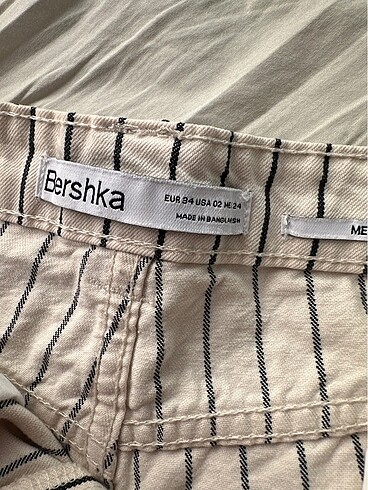 Bershka
EUR 34 USA 02 MEX 24
MADE IN BANGLADESH
ME